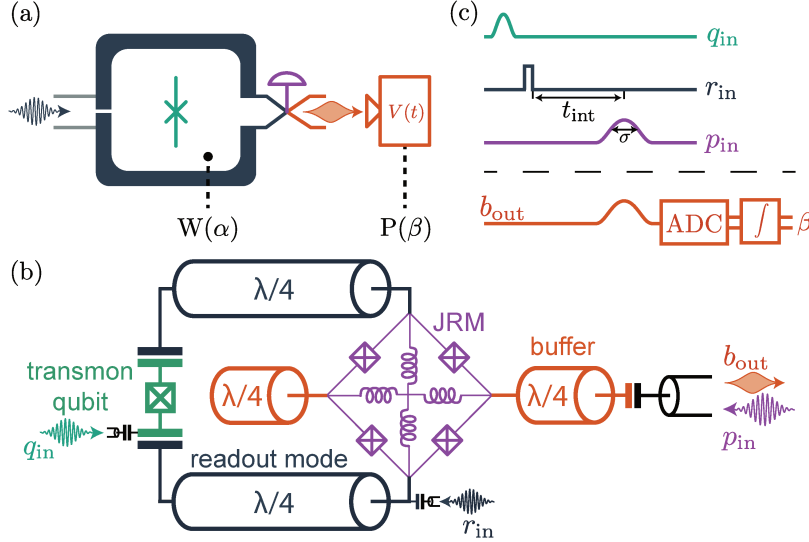 (a)
V(t)
W(α)
P(β)
(c)
q_in
r_in
t_int
p_in
σ
b_out
ADC
∫
β
(b)
λ/4
JRM
transmon
qubit
λ/4
buffer
λ/4
b_out
q_in
p_in
readout mode
λ/4
r_in